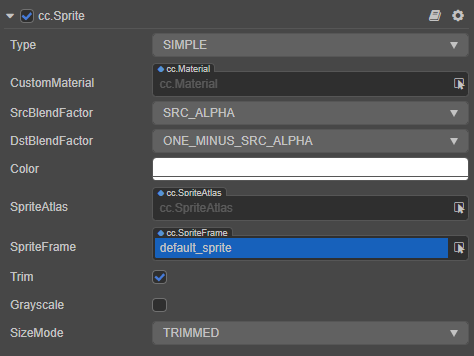 cc.Sprite
Type SIMPLE
cc.Material
CustomMaterial cc.Material
SrcBlendFactor SRC_ALPHA
DstBlendFactor ONE_MINUS_SRC_ALPHA
Color
cc.SpriteAtlas
SpriteAtlas cc.SpriteAtlas
cc.SpriteFrame
SpriteFrame default_sprite
Trim
Grayscale
SizeMode TRIMMED